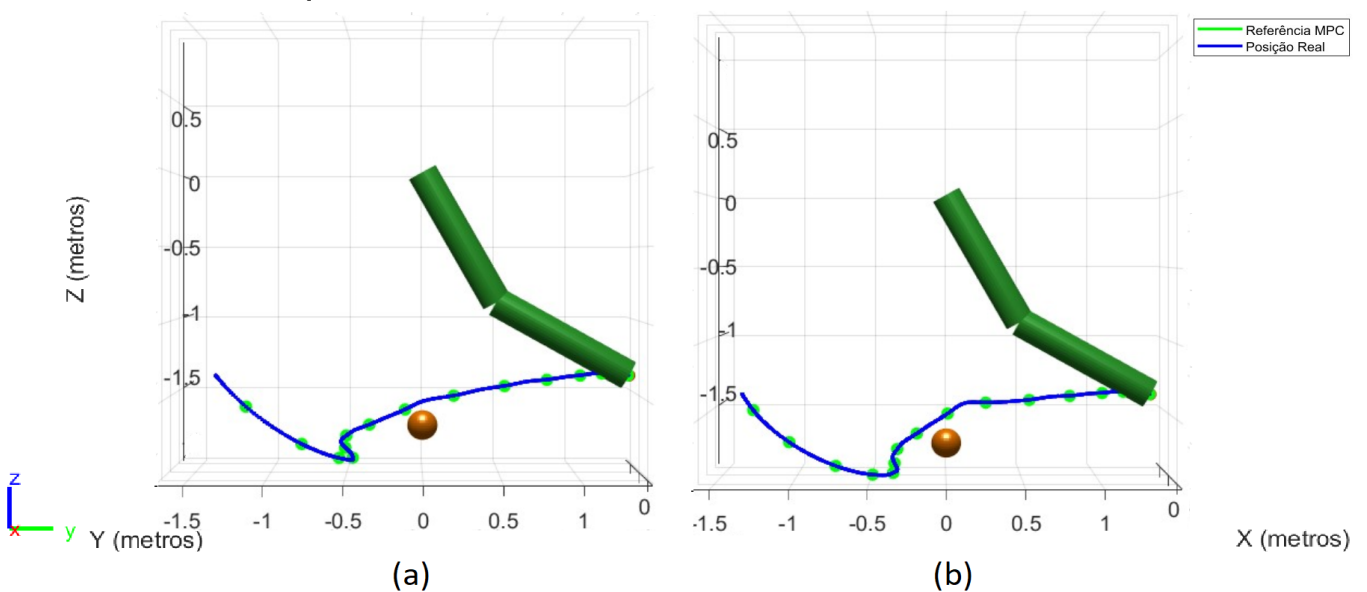 Referência MPC
Posição Real
0.5
0
-0.5
-1
-1.5
Z (metros)
-1.5 -1 -0.5 0 0.5 1 0
Y (metros)
z
x y
(a)
0.5
0
-0.5
-1
-1.5
-1.5 -1 -0.5 0 0.5 1 0
X (metros)
(b)